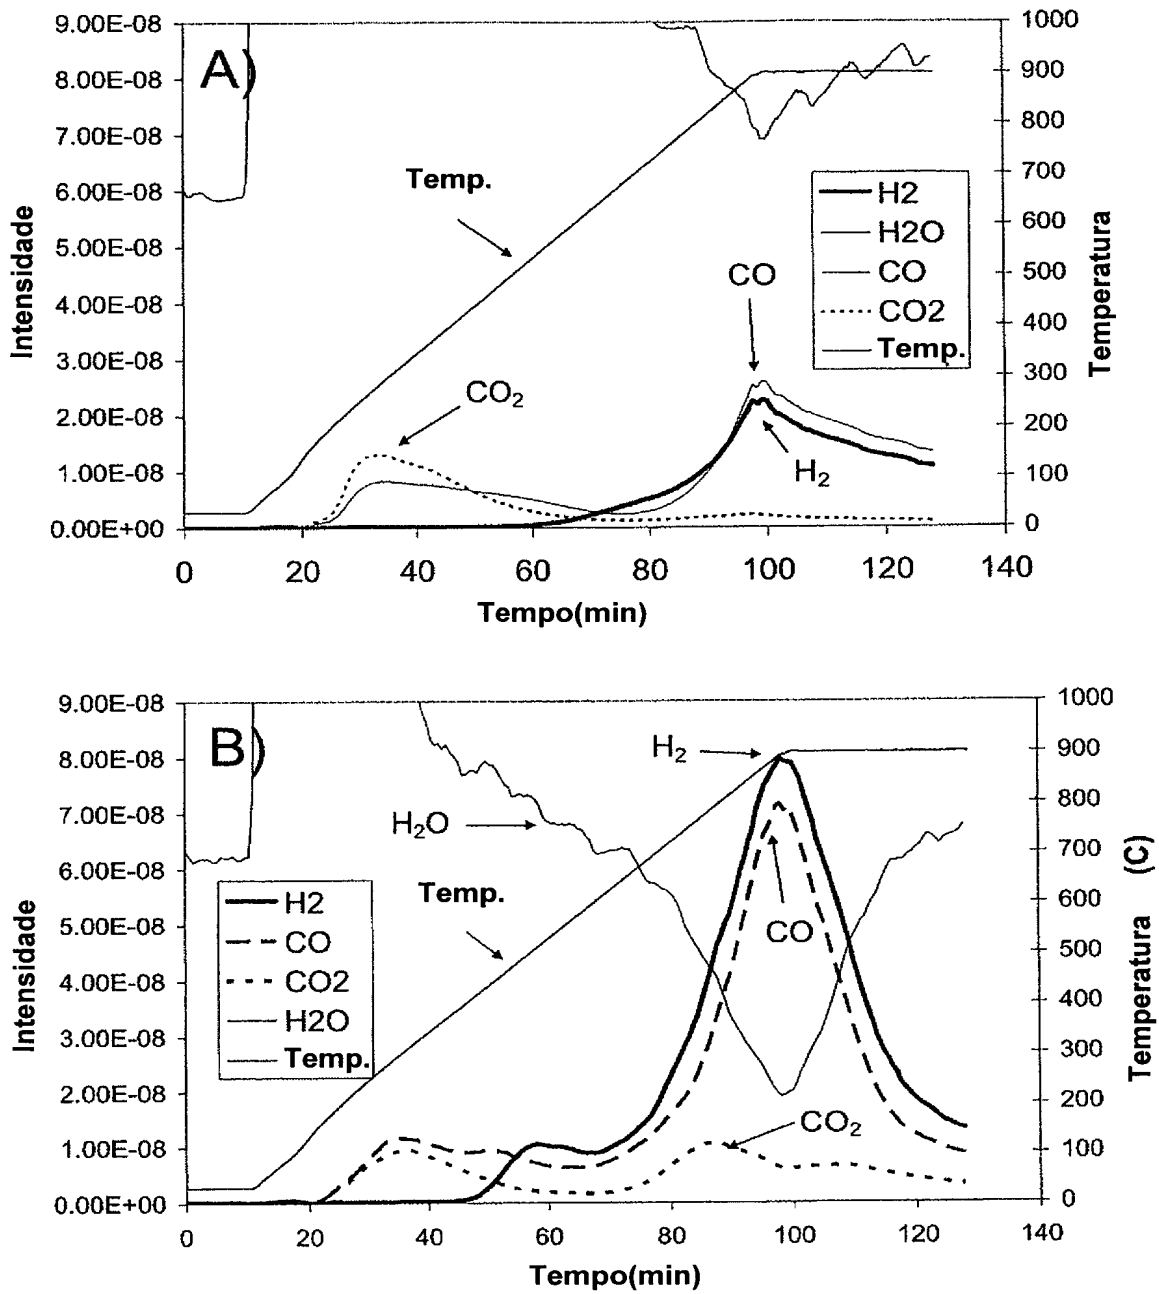 A)
9.00E-08
8.00E-08
7.00E-08
6.00E-08
5.00E-08
4.00E-08
3.00E-08
2.00E-08
1.00E-08
0.00E+00
Intensidade
1000
900
800
700
600
500
400
300
200
100
0
Temperatura
Temp.
H2
H2O
CO
CO2
Temp.
CO
CO₂
H₂
0 20 40 60 80 100 120 140
Tempo(min)
B)
9.00E-08
8.00E-08
7.00E-08
6.00E-08
5.00E-08
4.00E-08
3.00E-08
2.00E-08
1.00E-08
0.00E+00
Intensidade
1000
900
800
700
600
500
400
300
200
100
0
Temperatura (C)
H₂
H₂O
Temp.
H2
CO
CO2
H2O
Temp.
CO
CO₂
0 20 40 60 80 100 120 140
Tempo(min)